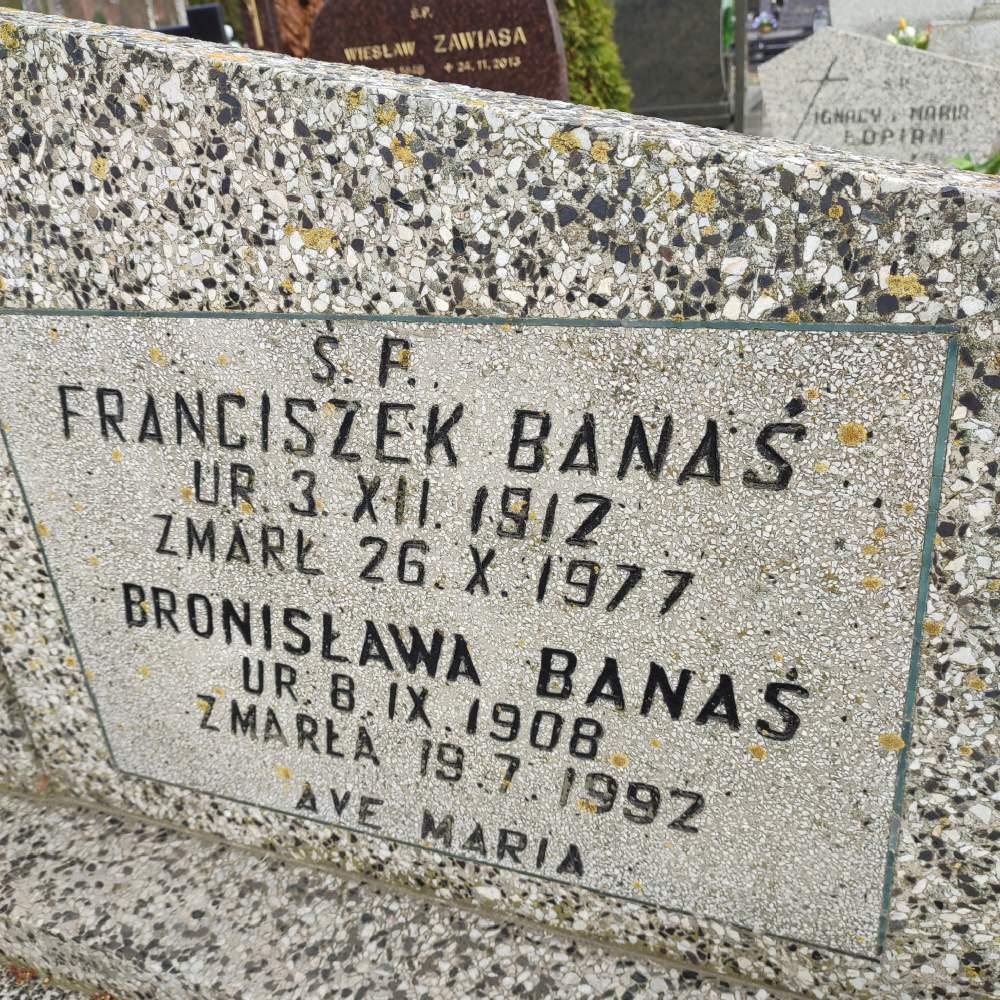 Ś.P.
WIESŁAW ZAWIASA
+ 24.11.2013
Ś.P.
IGNACY i MARIA
ŁOPIAN
Ś. P.
FRANCISZEK BANAŚ
UR. 3. XII. 1912
ZMARŁ 26. X. 1977
BRONISŁAWA BANAŚ
UR. 8. IX. 1908
ZMARŁA 19. 7. 1992
AVE MARIA